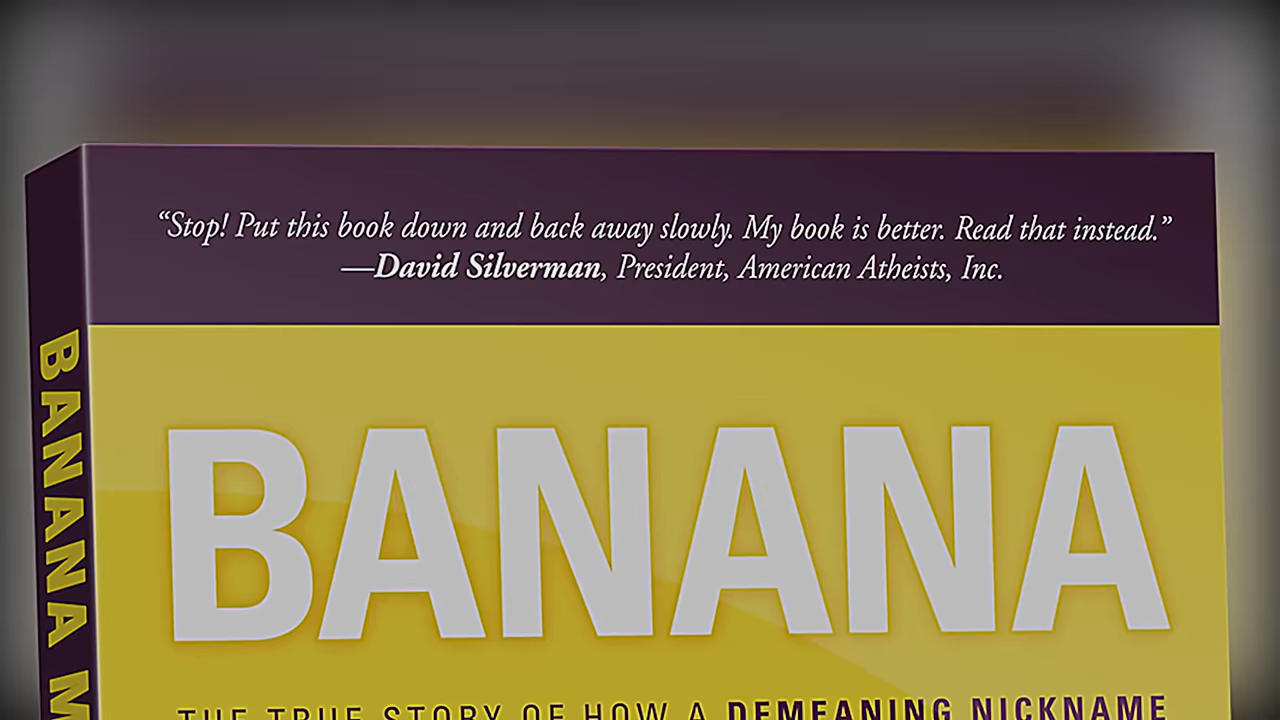 “Stop! Put this book down and back away slowly. My book is better. Read that instead.”
—David Silverman, President, American Atheists, Inc.
BANANA M
BANANA
THE TRUE STORY OF HOW A DEMEANING NICKNAME